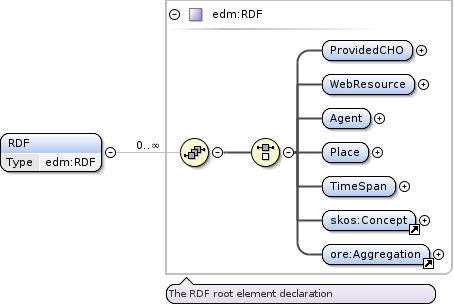 edm:RDF
ProvidedCHO
WebResource
Agent
RDF
Type edm:RDF
0..∞
Place
TimeSpan
skos:Concept
ore:Aggregation
The RDF root element declaration